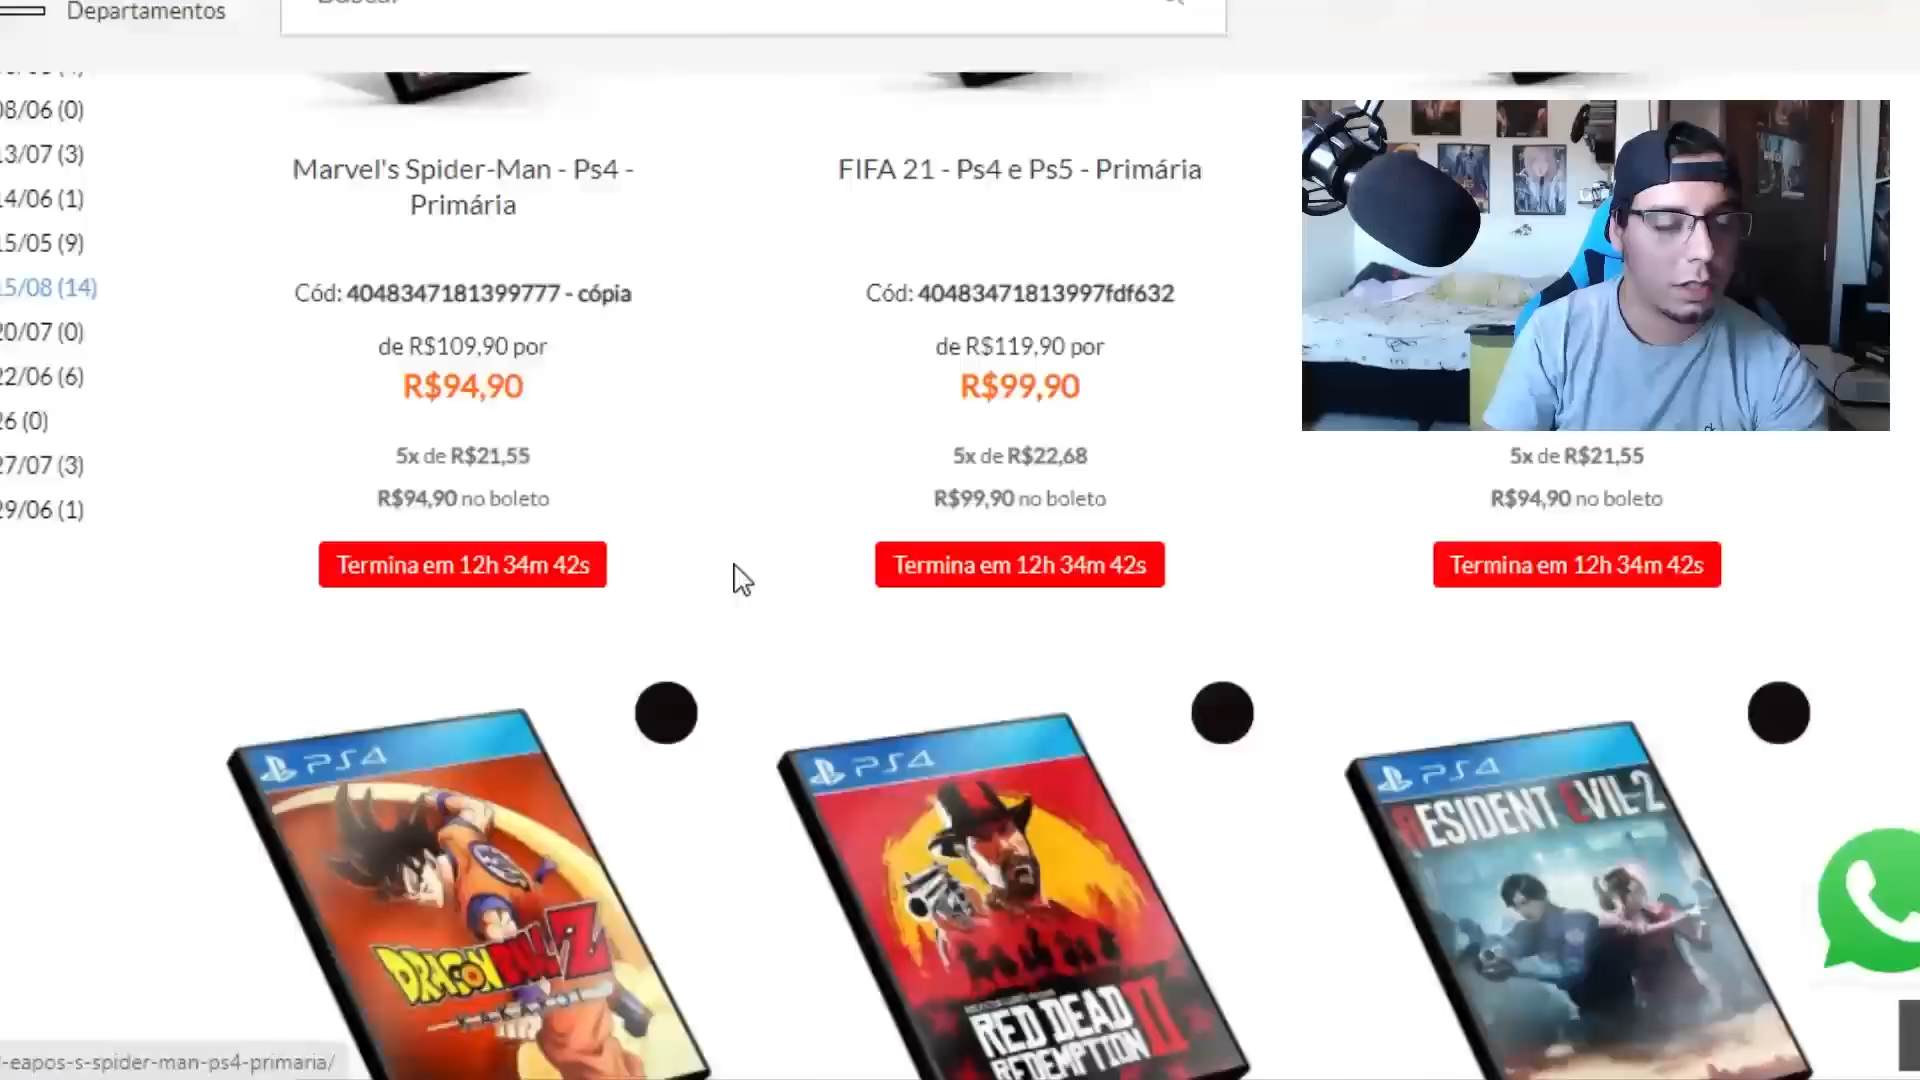 Departamentos
08/06 (0)
13/07 (3)
14/06 (1)
15/05 (9)
15/08 (14)
20/07 (0)
22/06 (6)
26 (0)
27/07 (3)
29/06 (1)
Marvel's Spider-Man - Ps4 -
Primária
Cód: 4048347181399777 - cópia
de R$109,90 por
R$94,90
5x de R$21,55
R$94,90 no boleto
Termina em 12h 34m 42s
FIFA 21 - Ps4 e Ps5 - Primária
Cód: 40483471813997fdf632
de R$119,90 por
R$99,90
5x de R$22,68
R$99,90 no boleto
Termina em 12h 34m 42s
5x de R$21,55
R$94,90 no boleto
Termina em 12h 34m 42s
PS4
DRAGON BALL Z
KAKAROT
PS4
RED DEAD
REDEMPTION II
PS4
RESIDENT EVIL 2
-eapos-s-spider-man-ps4-primaria/